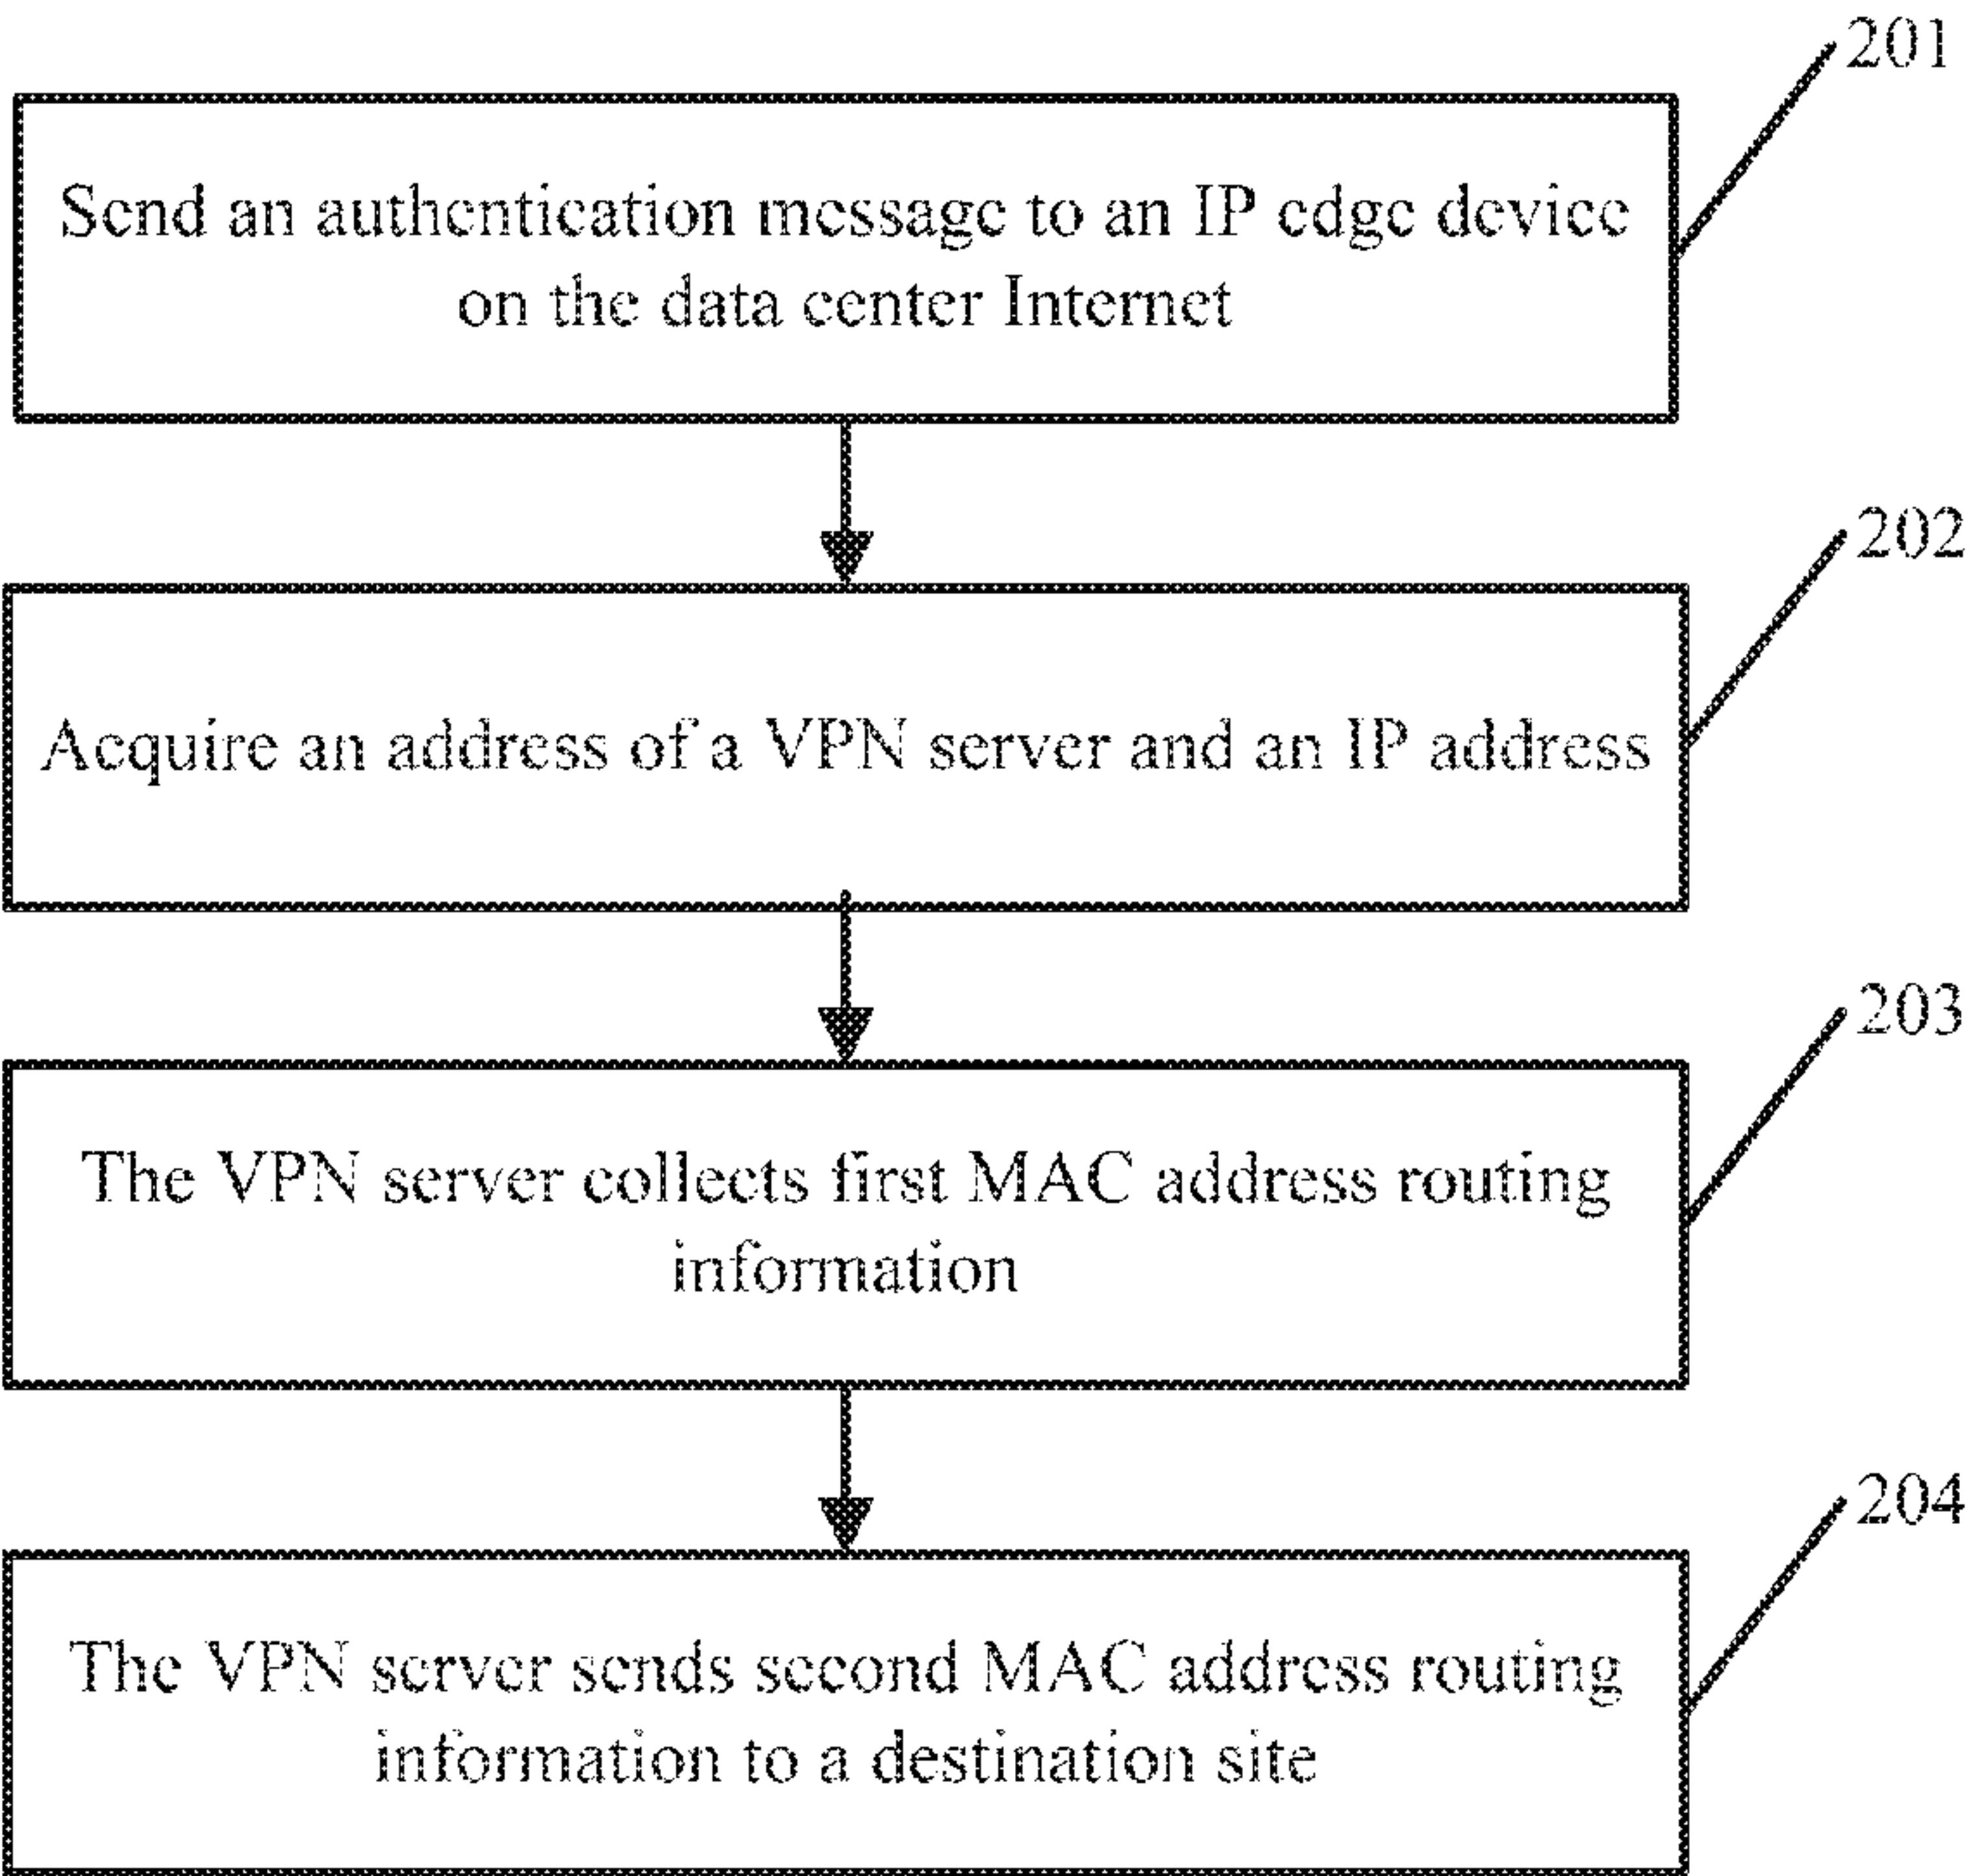 201
Send an authentication message to an IP edge device
on the data center Internet
202
Acquire an address of a VPN server and an IP address
203
The VPN server collects first MAC address routing
information
204
The VPN server sends second MAC address routing
information to a destination site